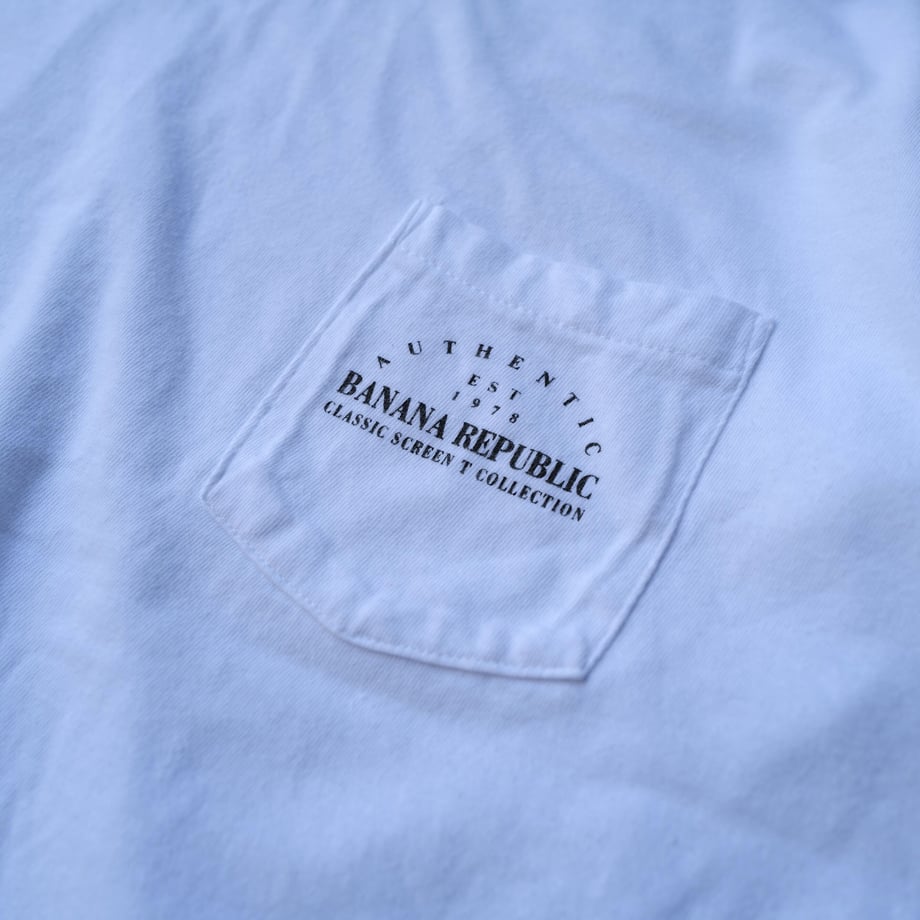 AUTHENTIC
EST
1978
BANANA REPUBLIC
CLASSIC SCREEN T COLLECTION